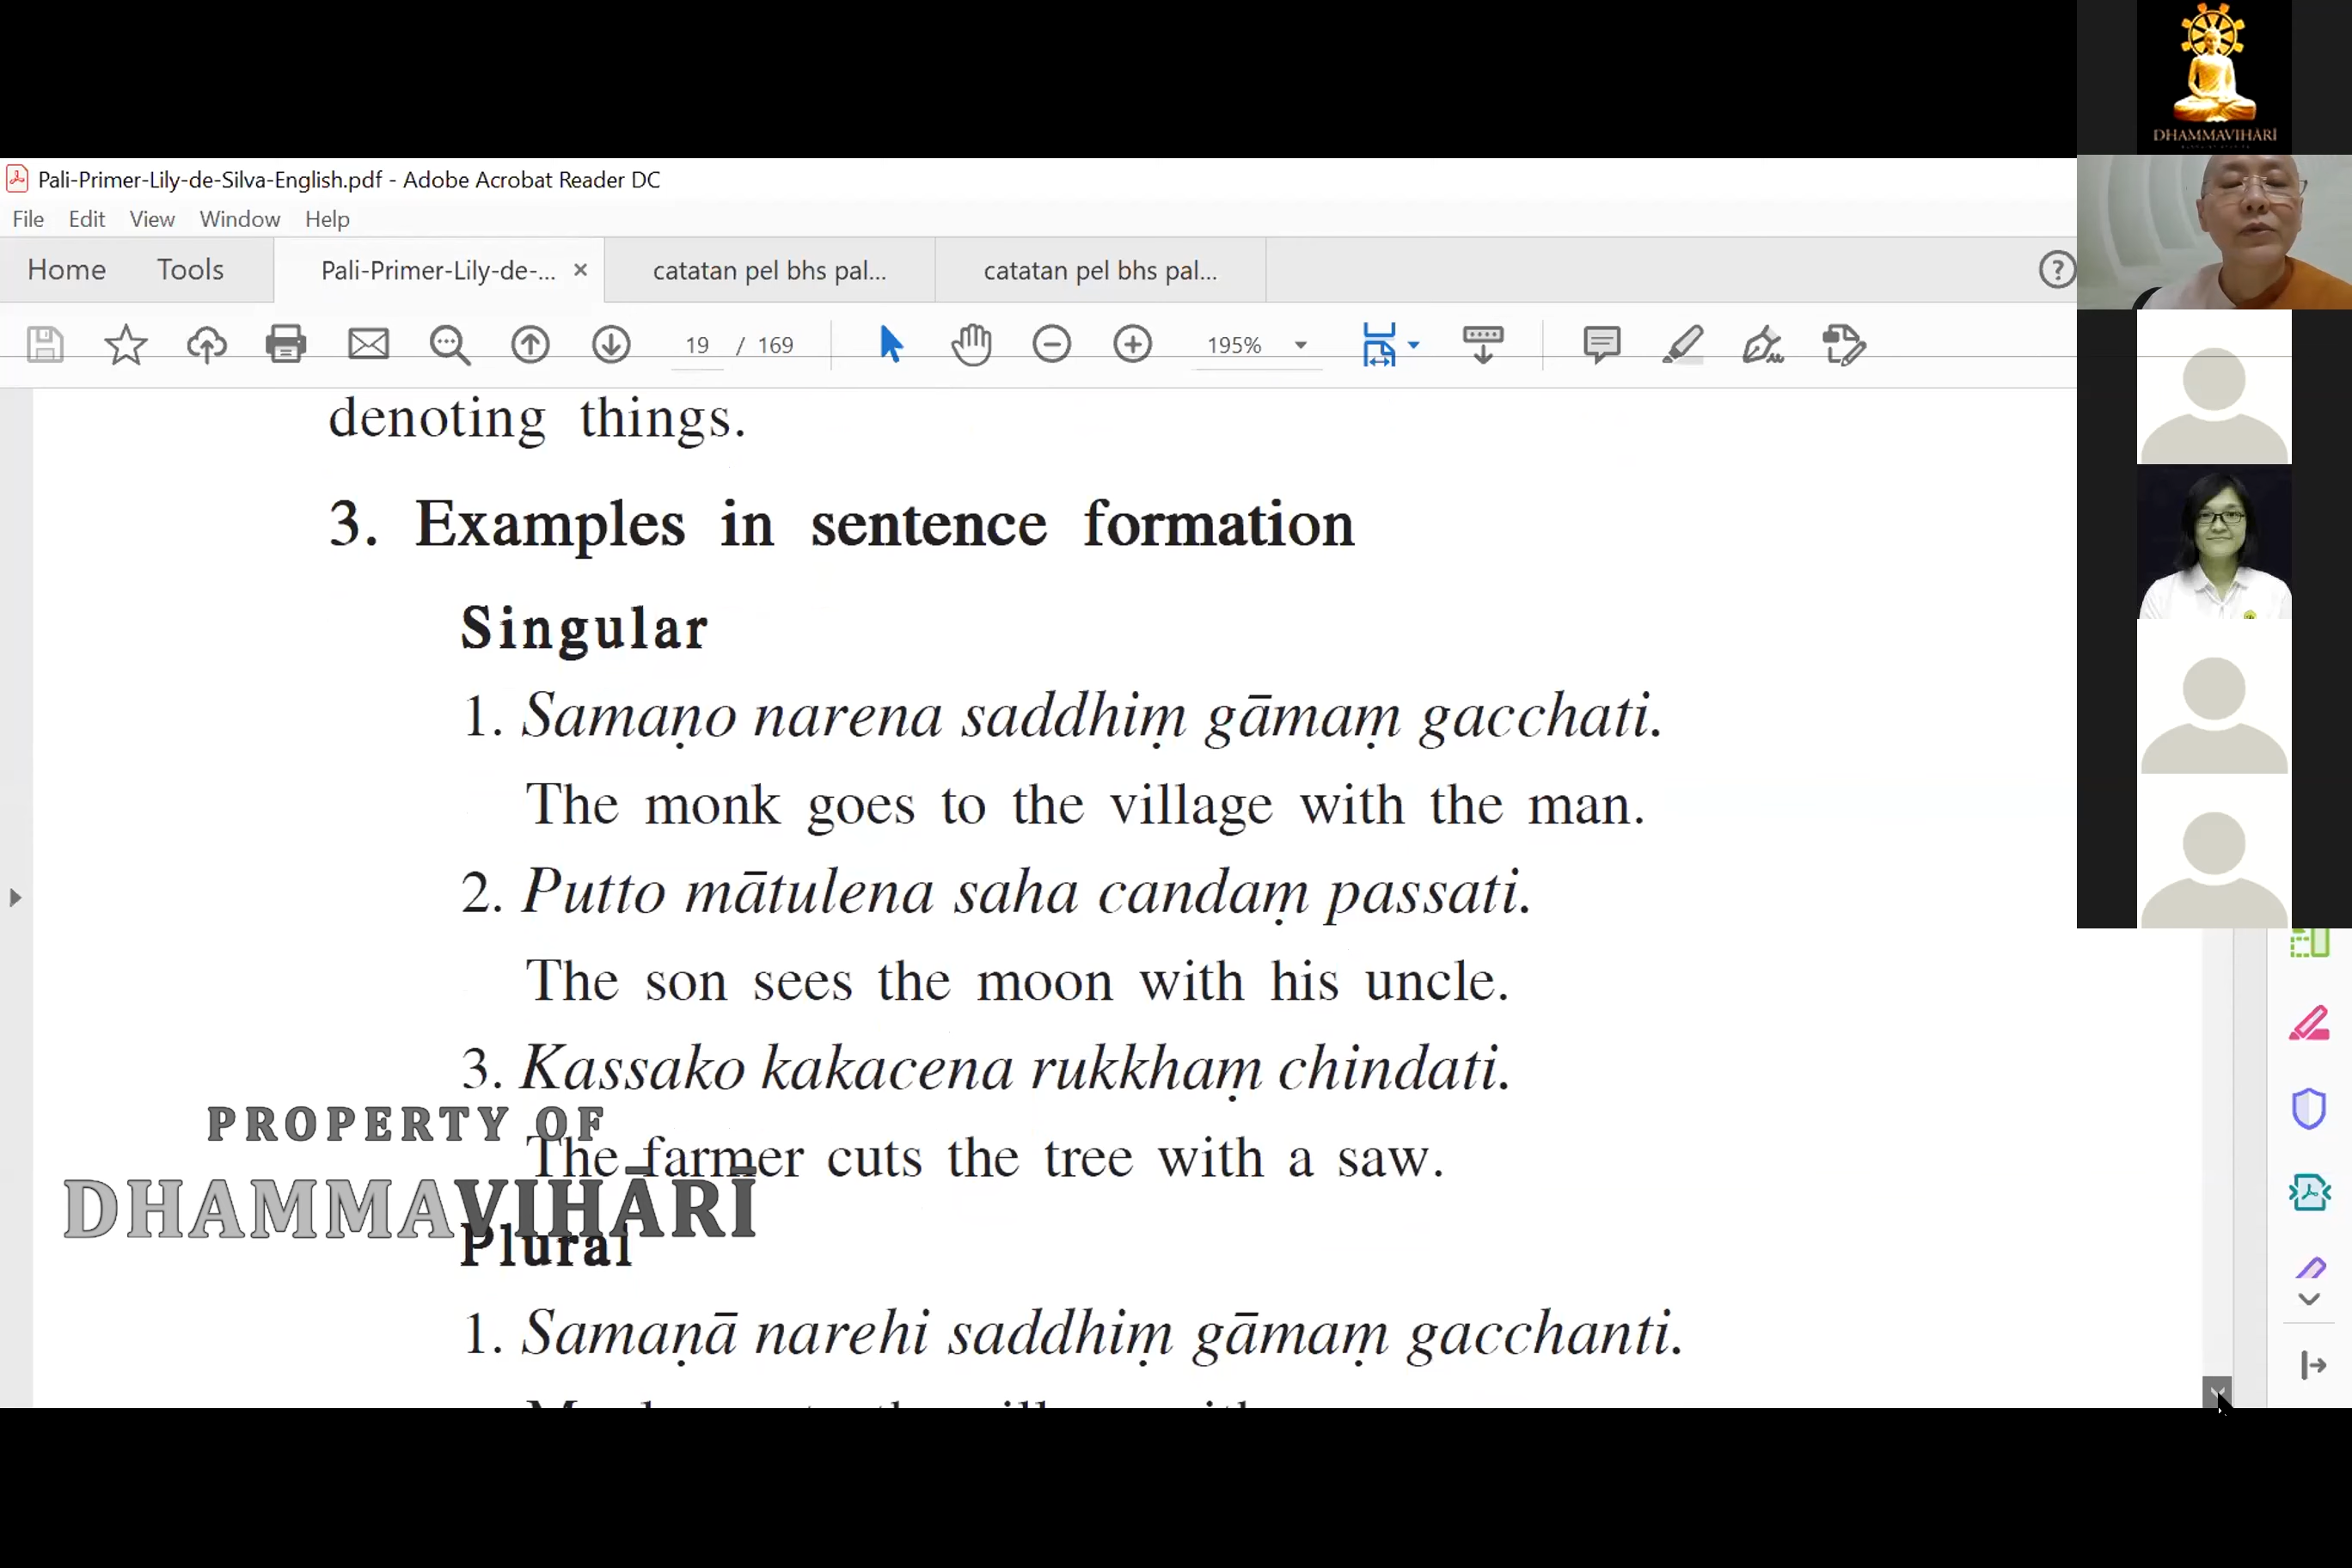 DHAMMAVIHĀRĪ
Pali-Primer-Lily-de-Silva-English.pdf - Adobe Acrobat Reader DC
File Edit View Window Help
Home Tools Pali-Primer-Lily-de-... × catatan pel bhs pal... catatan pel bhs pal...
19 / 169 195%
denoting things.
3. Examples in sentence formation
Singular
1. Samaṇo narena saddhiṃ gāmaṃ gacchati.
The monk goes to the village with the man.
2. Putto mātulena saha candaṃ passati.
The son sees the moon with his uncle.
3. Kassako kakacena rukkhaṃ chindati.
PROPERTY OF
The farmer cuts the tree with a saw.
DHAMMAVIHĀRĪ
Plural
1. Samaṇā narehi saddhiṃ gāmaṃ gacchanti.